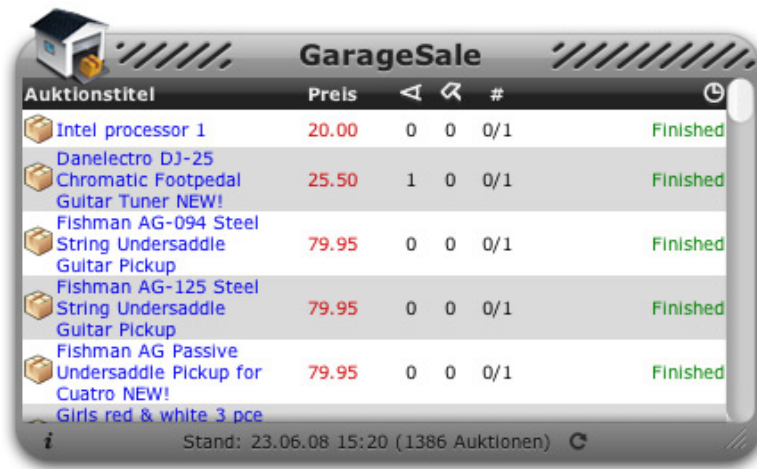 GarageSale
Auktionstitel Preis #
Intel processor 1 20.00 0 0 0/1 Finished
Danelectro DJ-25
Chromatic Footpedal 25.50 1 0 0/1 Finished
Guitar Tuner NEW!
Fishman AG-094 Steel
String Undersaddle 79.95 0 0 0/1 Finished
Guitar Pickup
Fishman AG-125 Steel
String Undersaddle 79.95 0 0 0/1 Finished
Guitar Pickup
Fishman AG Passive
Undersaddle Pickup for 79.95 0 0 0/1 Finished
Cuatro NEW!
Girls red & white 3 pce
i Stand: 23.06.08 15:20 (1386 Auktionen)